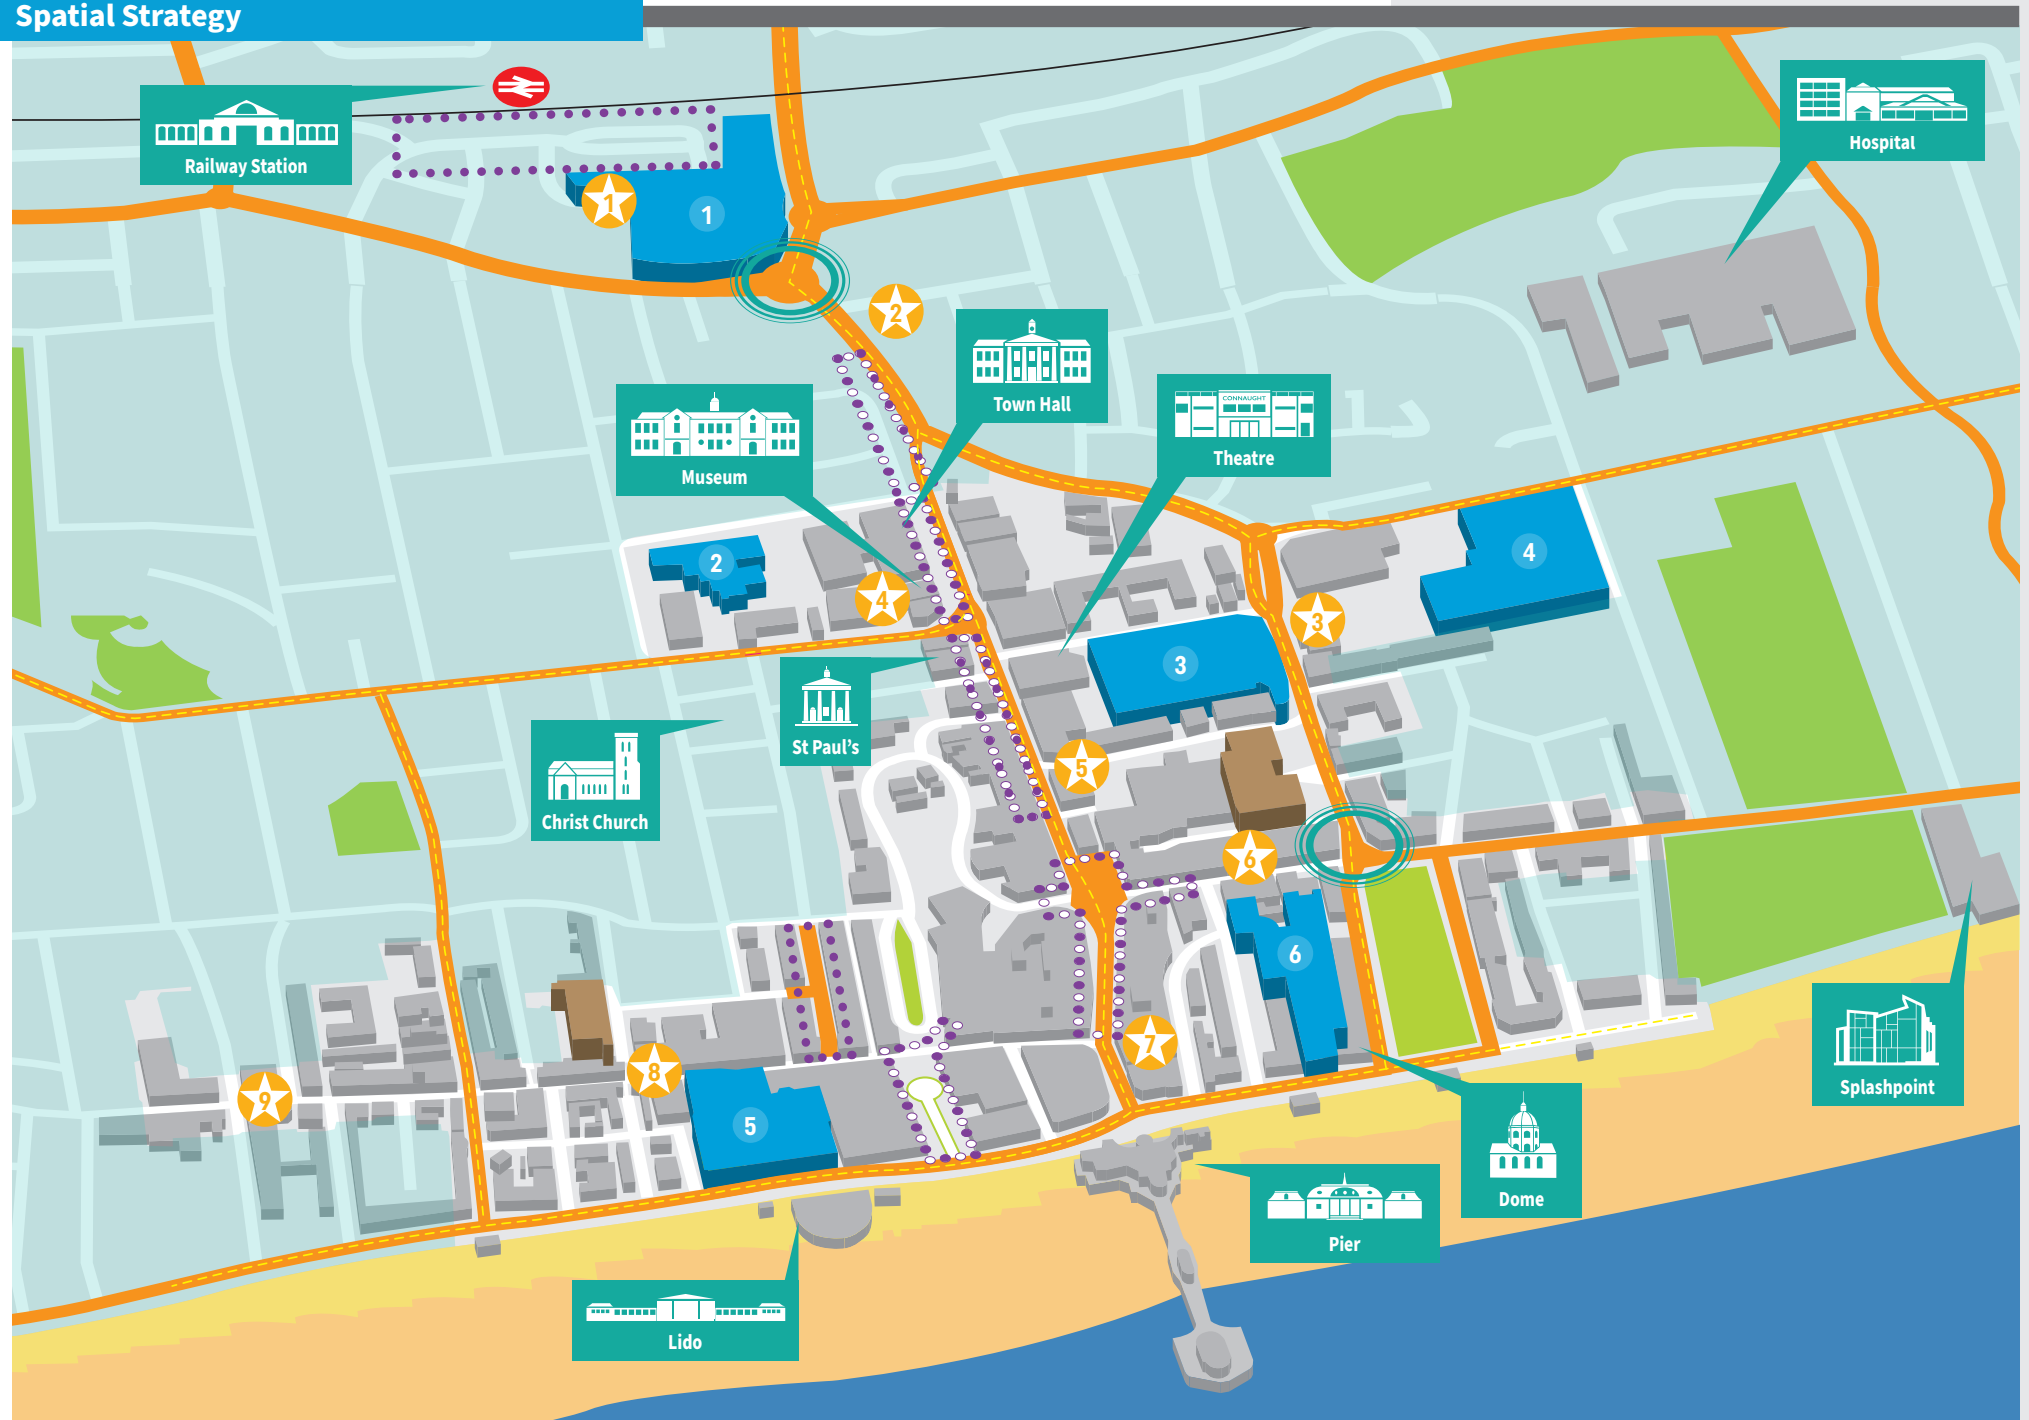 Spatial Strategy
Railway Station
Hospital
1
1
2
Town Hall
CONNAUGHT
Theatre
Museum
2
4
4
3
3
St Paul's
5
Christ Church
6
6
7
8
9
5
Splashpoint
Dome
Pier
Lido